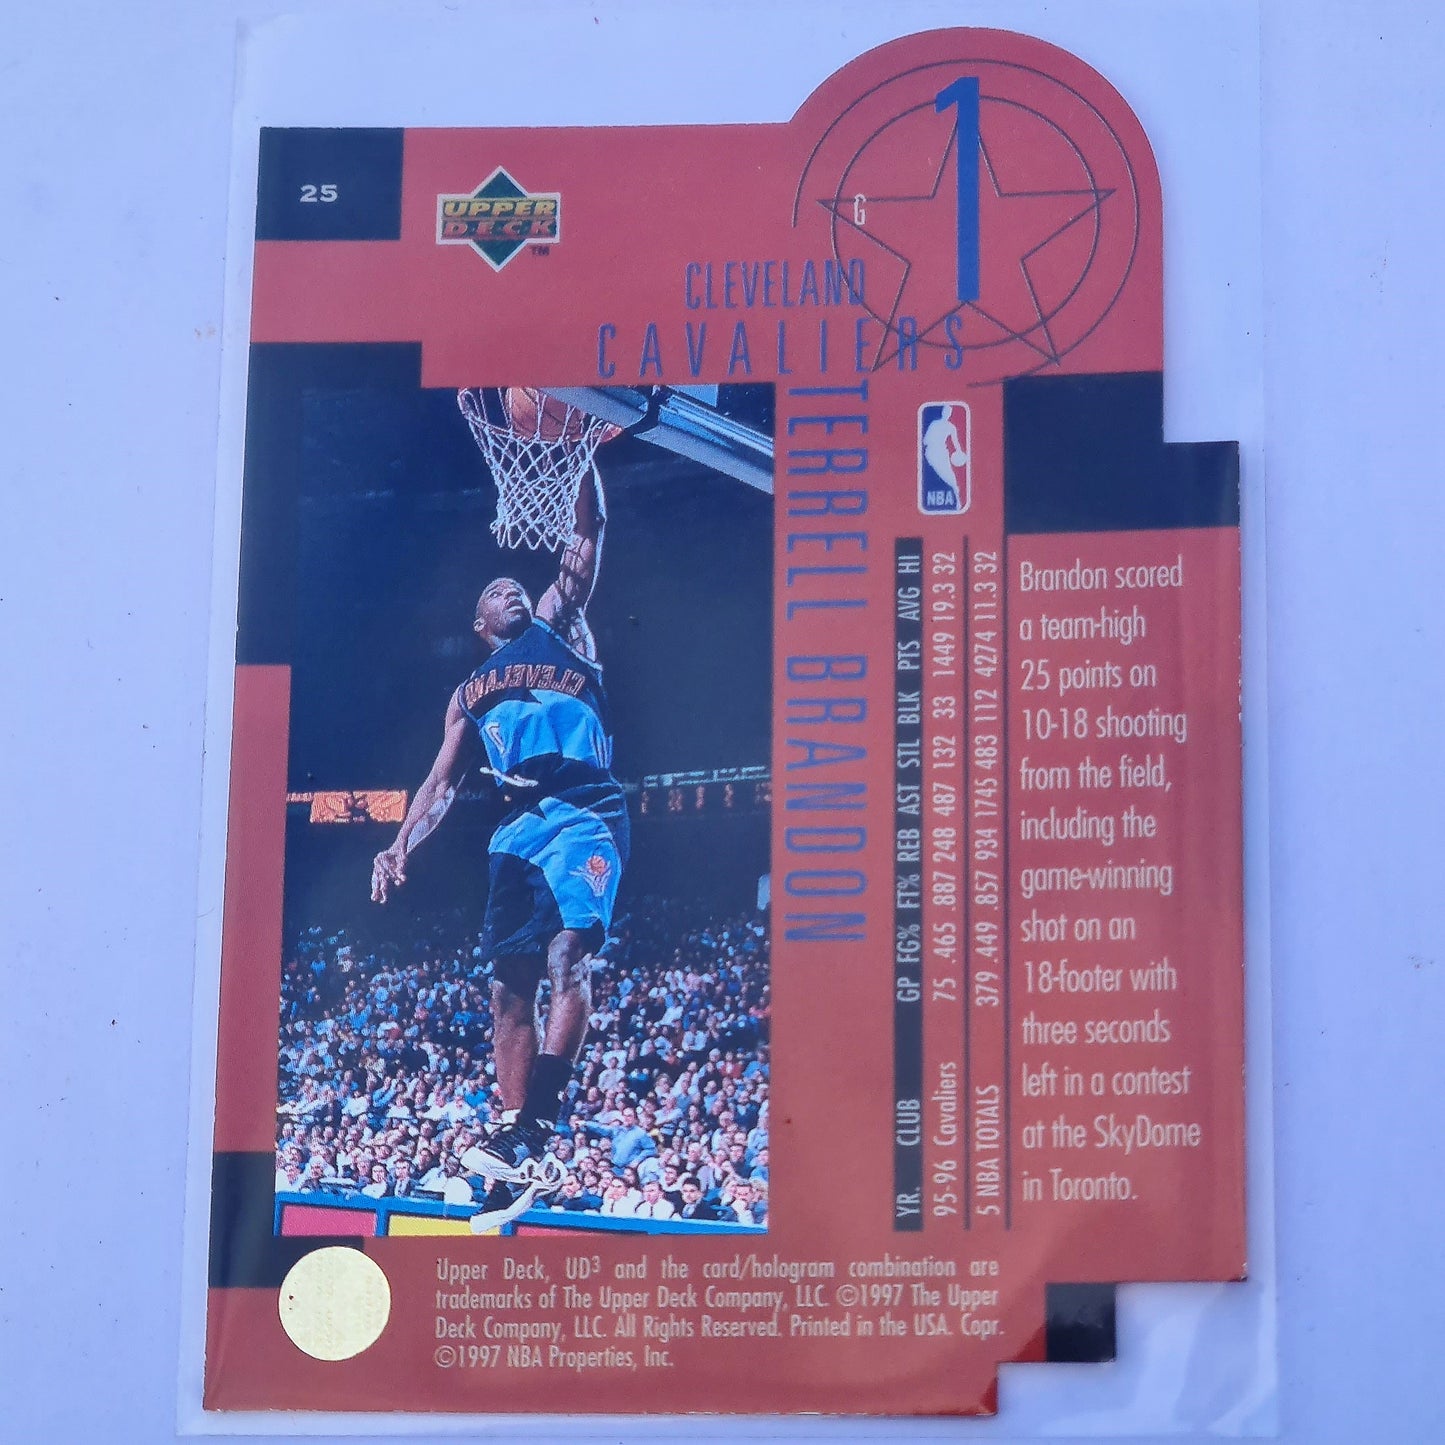 25
UPPER
D·E·C·K
TM
1
G
CLEVELAND
CAVALIERS
TERRELL BRANDON
NBA
YR. CLUB GP FG% FT% REB AST STL BLK PTS AVG HI
95-96 Cavaliers 75 .465 .887 248 487 132 33 1449 19.3 32
5 NBA TOTALS 379 .449 .857 934 1745 483 112 4274 11.3 32
Brandon scored
a team-high
25 points on
10-18 shooting
from the field,
including the
game-winning
shot on an
18-footer with
three seconds
left in a contest
at the SkyDome
in Toronto.
CLEVELAN
Upper Deck, UD3 and the card/hologram combination are
trademarks of The Upper Deck Company, LLC. ©1997 The Upper
Deck Company, LLC. All Rights Reserved. Printed in the USA. Copr.
©1997 NBA Properties, Inc.